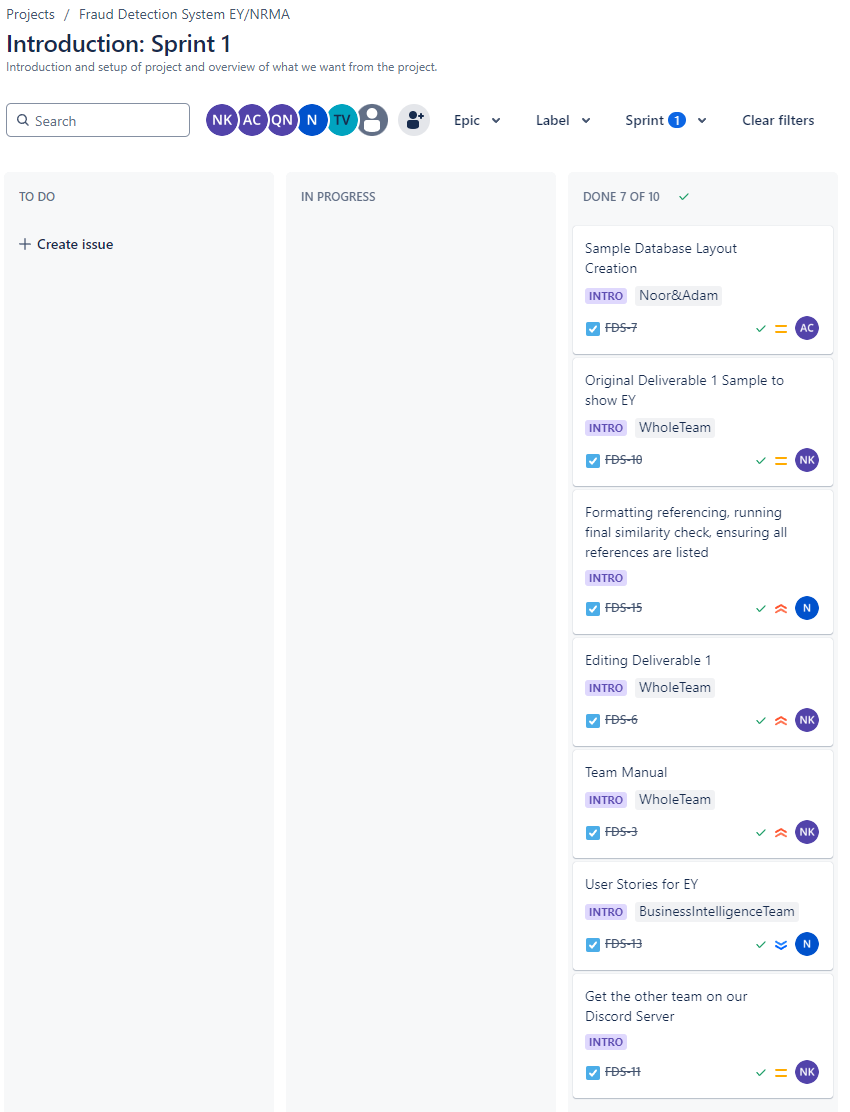 Projects / Fraud Detection System EY/NRMA
Introduction: Sprint 1
Introduction and setup of project and overview of what we want from the project.
Search
NK AC QN N TV
Epic
Label
Sprint 1
Clear filters
TO DO
+ Create issue
IN PROGRESS
DONE 7 OF 10
Sample Database Layout
Creation
INTRO Noor&Adam
FDS-7 AC
Original Deliverable 1 Sample to
show EY
INTRO WholeTeam
FDS-10 NK
Formatting referencing, running
final similarity check, ensuring all
references are listed
INTRO
FDS-15 N
Editing Deliverable 1
INTRO WholeTeam
FDS-6 NK
Team Manual
INTRO WholeTeam
FDS-3 NK
User Stories for EY
INTRO BusinessIntelligenceTeam
FDS-13 N
Get the other team on our
Discord Server
INTRO
FDS-11 NK